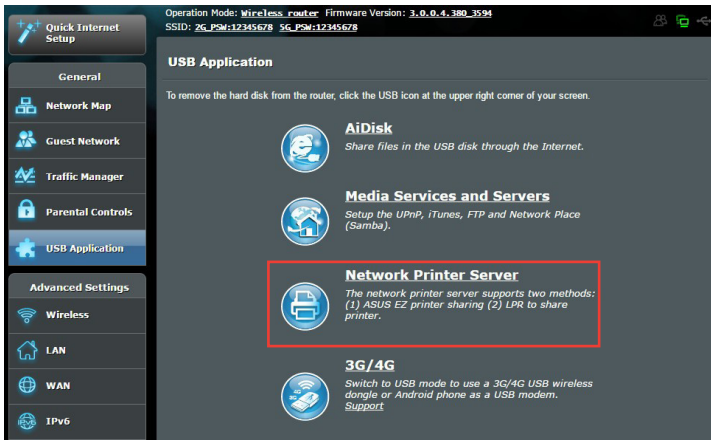 Quick Internet
Setup
Operation Mode: Wireless router Firmware Version: 3.0.0.4.380_3594
SSID: 2G_PSW:12345678 5G_PSW:12345678
General
Network Map
Guest Network
Traffic Manager
Parental Controls
USB Application
Advanced Settings
Wireless
LAN
WAN
IPv6
USB Application
To remove the hard disk from the router, click the USB icon at the upper right corner of your screen.
AiDisk
Share files in the USB disk through the Internet.
Media Services and Servers
Setup the UPnP, iTunes, FTP and Network Place
(Samba).
Network Printer Server
The network printer server supports two methods:
(1) ASUS EZ printer sharing (2) LPR to share
printer.
3G/4G
Switch to USB mode to use a 3G/4G USB wireless
dongle or Android phone as a USB modem.
Support